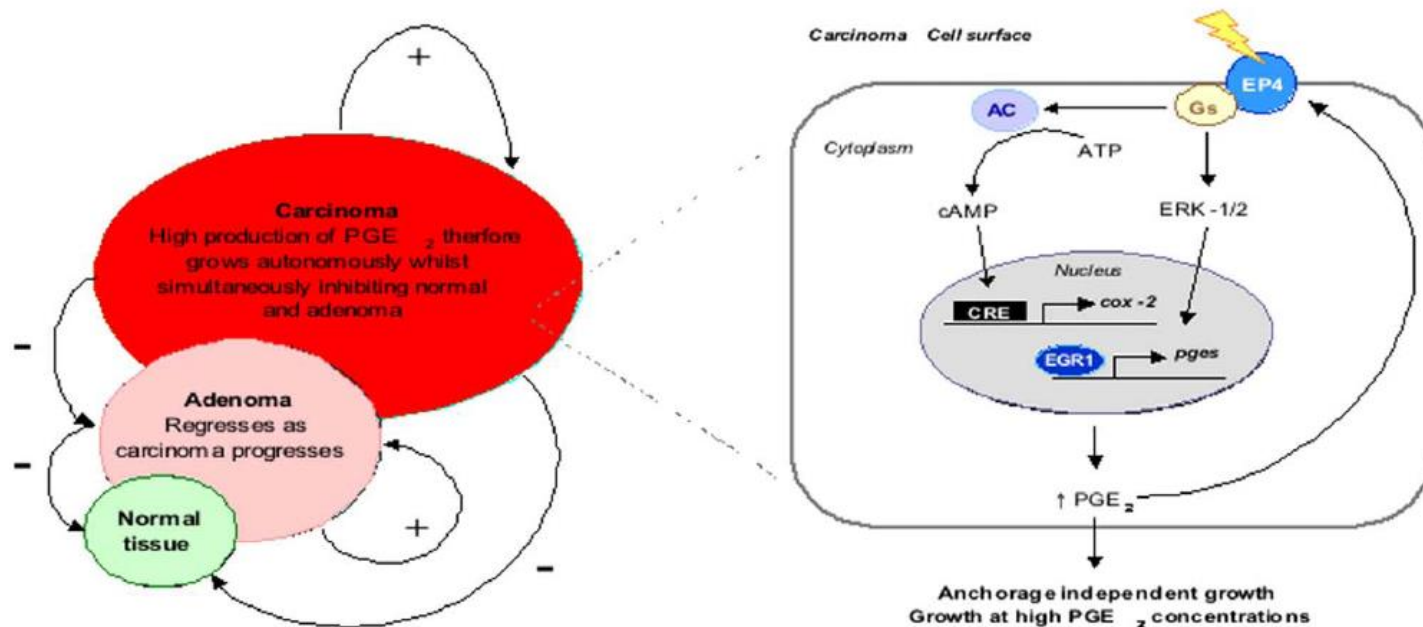 +
Carcinoma
High production of PGE 2 therfore
grows autonomously whilst
simultaneously inhibiting normal
and adenoma
-
Adenoma
Regresses as
carcinoma progresses
-
Normal
tissue
+
-
Carcinoma Cell surface
EP4
Gs
AC
Cytoplasm
ATP
cAMP
ERK-1/2
Nucleus
CRE
cox-2
EGR1
pges
↑ PGE 2
Anchorage independent growth
Growth at high PGE 2 concentrations